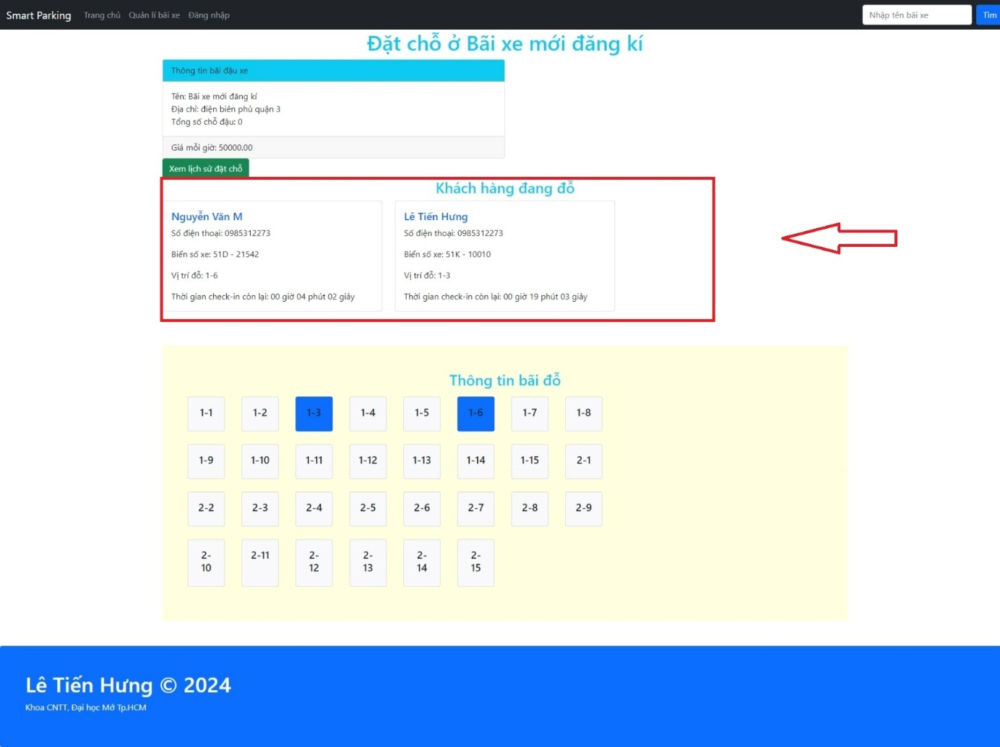 Smart Parking Trang chủ Quản lí bãi xe Đăng nhập Nhập tên bãi xe Tìm
Đặt chỗ ở Bãi xe mới đăng kí
Thông tin bãi đậu xe
Tên: Bãi xe mới đăng kí
Địa chỉ: điện biên phủ quận 3
Tổng số chỗ đậu: 0
Giá mỗi giờ: 50000.00
Xem lịch sử đặt chỗ
Khách hàng đang đỗ
Nguyễn Văn M
Số điện thoại: 0985312273
Biển số xe: 51D - 21542
Vị trí đỗ: 1-6
Thời gian check-in còn lại: 00 giờ 04 phút 02 giây
Lê Tiến Hưng
Số điện thoại: 0985312273
Biển số xe: 51K - 10010
Vị trí đỗ: 1-3
Thời gian check-in còn lại: 00 giờ 19 phút 03 giây
Thông tin bãi đỗ
1-1 1-2 1-3 1-4 1-5 1-6 1-7 1-8
1-9 1-10 1-11 1-12 1-13 1-14 1-15 2-1
2-2 2-3 2-4 2-5 2-6 2-7 2-8 2-9
2-10 2-11 2-12 2-13 2-14 2-15
Lê Tiến Hưng © 2024
Khoa CNTT, Đại học Mở Tp.HCM